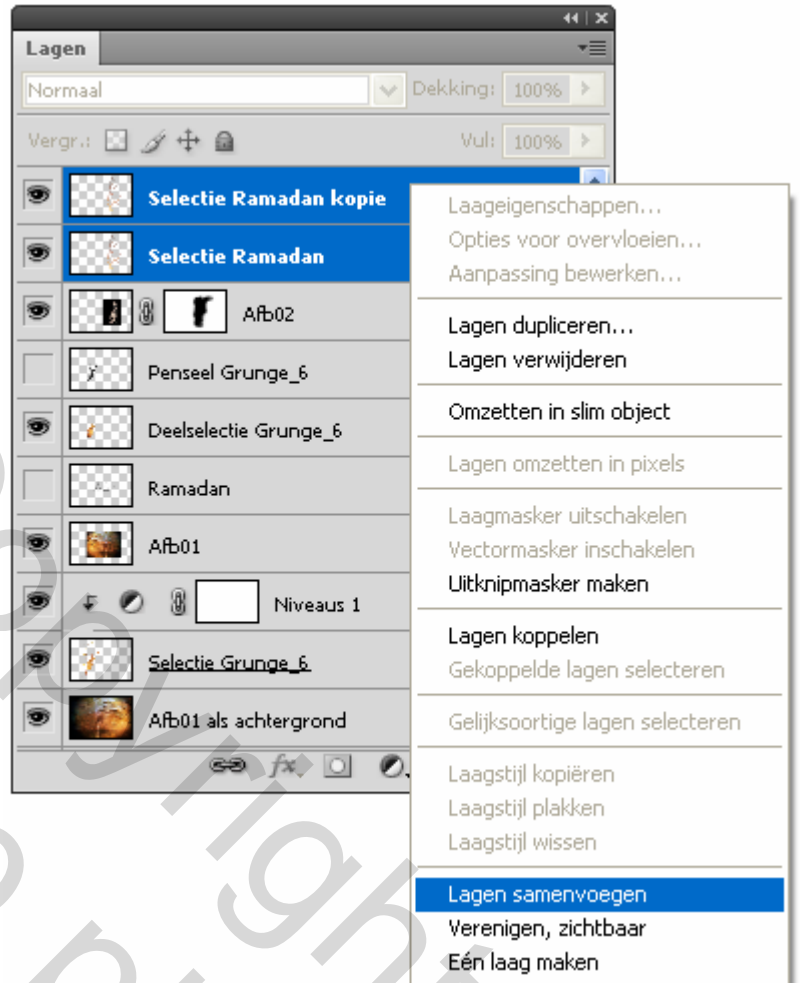 Lagen
Normaal
Dekking: 100%
Vergr.:
Vul: 100%
Selectie Ramadan kopie
Selectie Ramadan
Afb02
Penseel Grunge_6
Deelselectie Grunge_6
Ramadan
Afb01
Niveaus 1
Selectie Grunge_6
Afb01 als achtergrond
fx.
Laageigenschappen...
Opties voor overvloeien...
Aanpassing bewerken...
Lagen dupliceren...
Lagen verwijderen
Omzetten in slim object
Lagen omzetten in pixels
Laagmasker uitschakelen
Vectormasker inschakelen
Uitknipmasker maken
Lagen koppelen
Gekoppelde lagen selecteren
Gelijksoortige lagen selecteren
Laagstijl kopiëren
Laagstijl plakken
Laagstijl wissen
Lagen samenvoegen
Verenigen, zichtbaar
Eén laag maken
Copyright